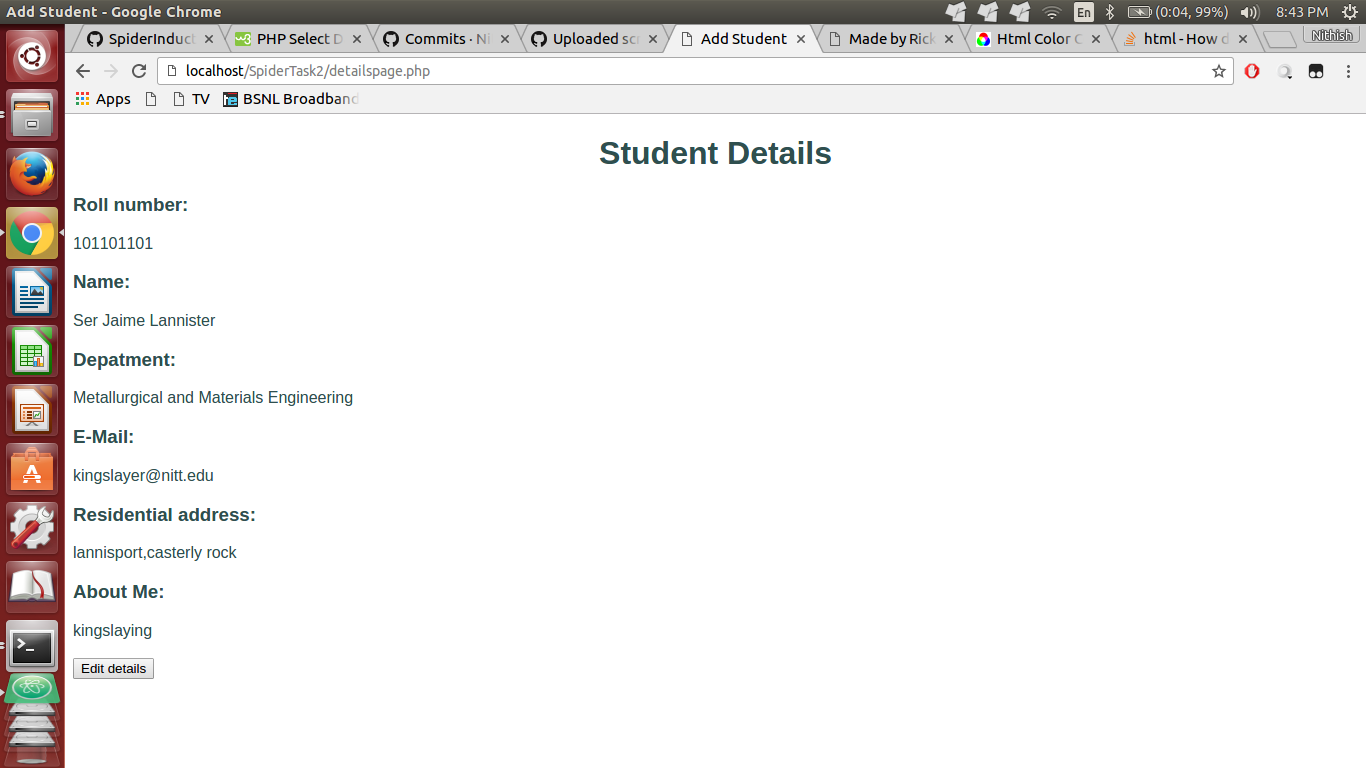 Add Student - Google Chrome
En (0:04, 99%) 8:43 PM
SpiderInduct PHP Select D Commits · Ni Uploaded scr Add Student Made by Rick Html Color C html - How d Nithish
localhost/SpiderTask2/detailspage.php
Apps TV BSNL Broadband
Student Details
Roll number:
101101101
Name:
Ser Jaime Lannister
Depatment:
Metallurgical and Materials Engineering
E-Mail:
kingslayer@nitt.edu
Residential address:
lannisport,casterly rock
About Me:
kingslaying
Edit details